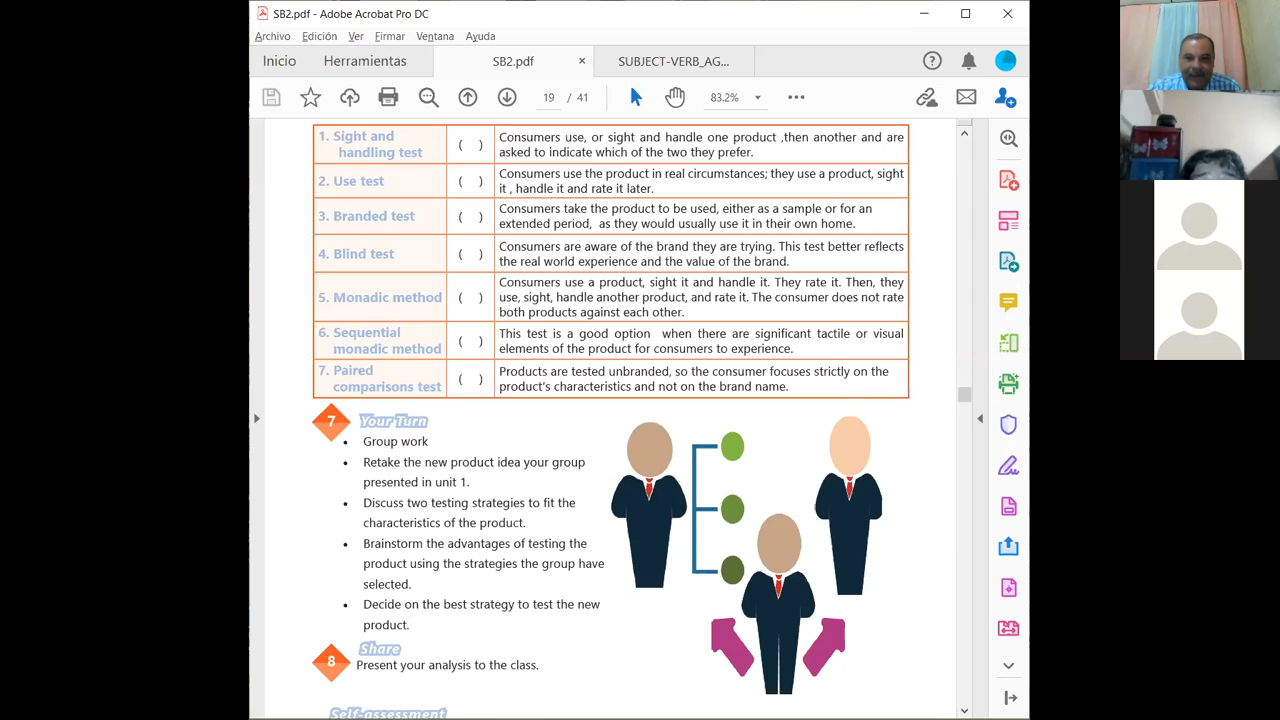 SB2.pdf - Adobe Acrobat Pro DC
Archivo Edición Ver Firmar Ventana Ayuda
Inicio Herramientas SB2.pdf × SUBJECT-VERB_AG...
19 / 41 83.2%
1. Sight and handling test ( ) Consumers use, or sight and handle one product ,then another and are
asked to indicate which of the two they prefer.
2. Use test ( ) Consumers use the product in real circumstances; they use a product, sight
it , handle it and rate it later.
3. Branded test ( ) Consumers take the product to be used, either as a sample or for an
extended period, as they would usually use it in their own home.
4. Blind test ( ) Consumers are aware of the brand they are trying. This test better reflects
the real world experience and the value of the brand.
5. Monadic method ( ) Consumers use a product, sight it and handle it. They rate it. Then, they
use, sight, handle another product, and rate it. The consumer does not rate
both products against each other.
6. Sequential monadic method ( ) This test is a good option when there are significant tactile or visual
elements of the product for consumers to experience.
7. Paired comparisons test ( ) Products are tested unbranded, so the consumer focuses strictly on the
product's characteristics and not on the brand name.
7 Your Turn
• Group work
• Retake the new product idea your group
presented in unit 1.
• Discuss two testing strategies to fit the
characteristics of the product.
• Brainstorm the advantages of testing the
product using the strategies the group have
selected.
• Decide on the best strategy to test the new
product.
8 Share
Present your analysis to the class.
Self-assessment